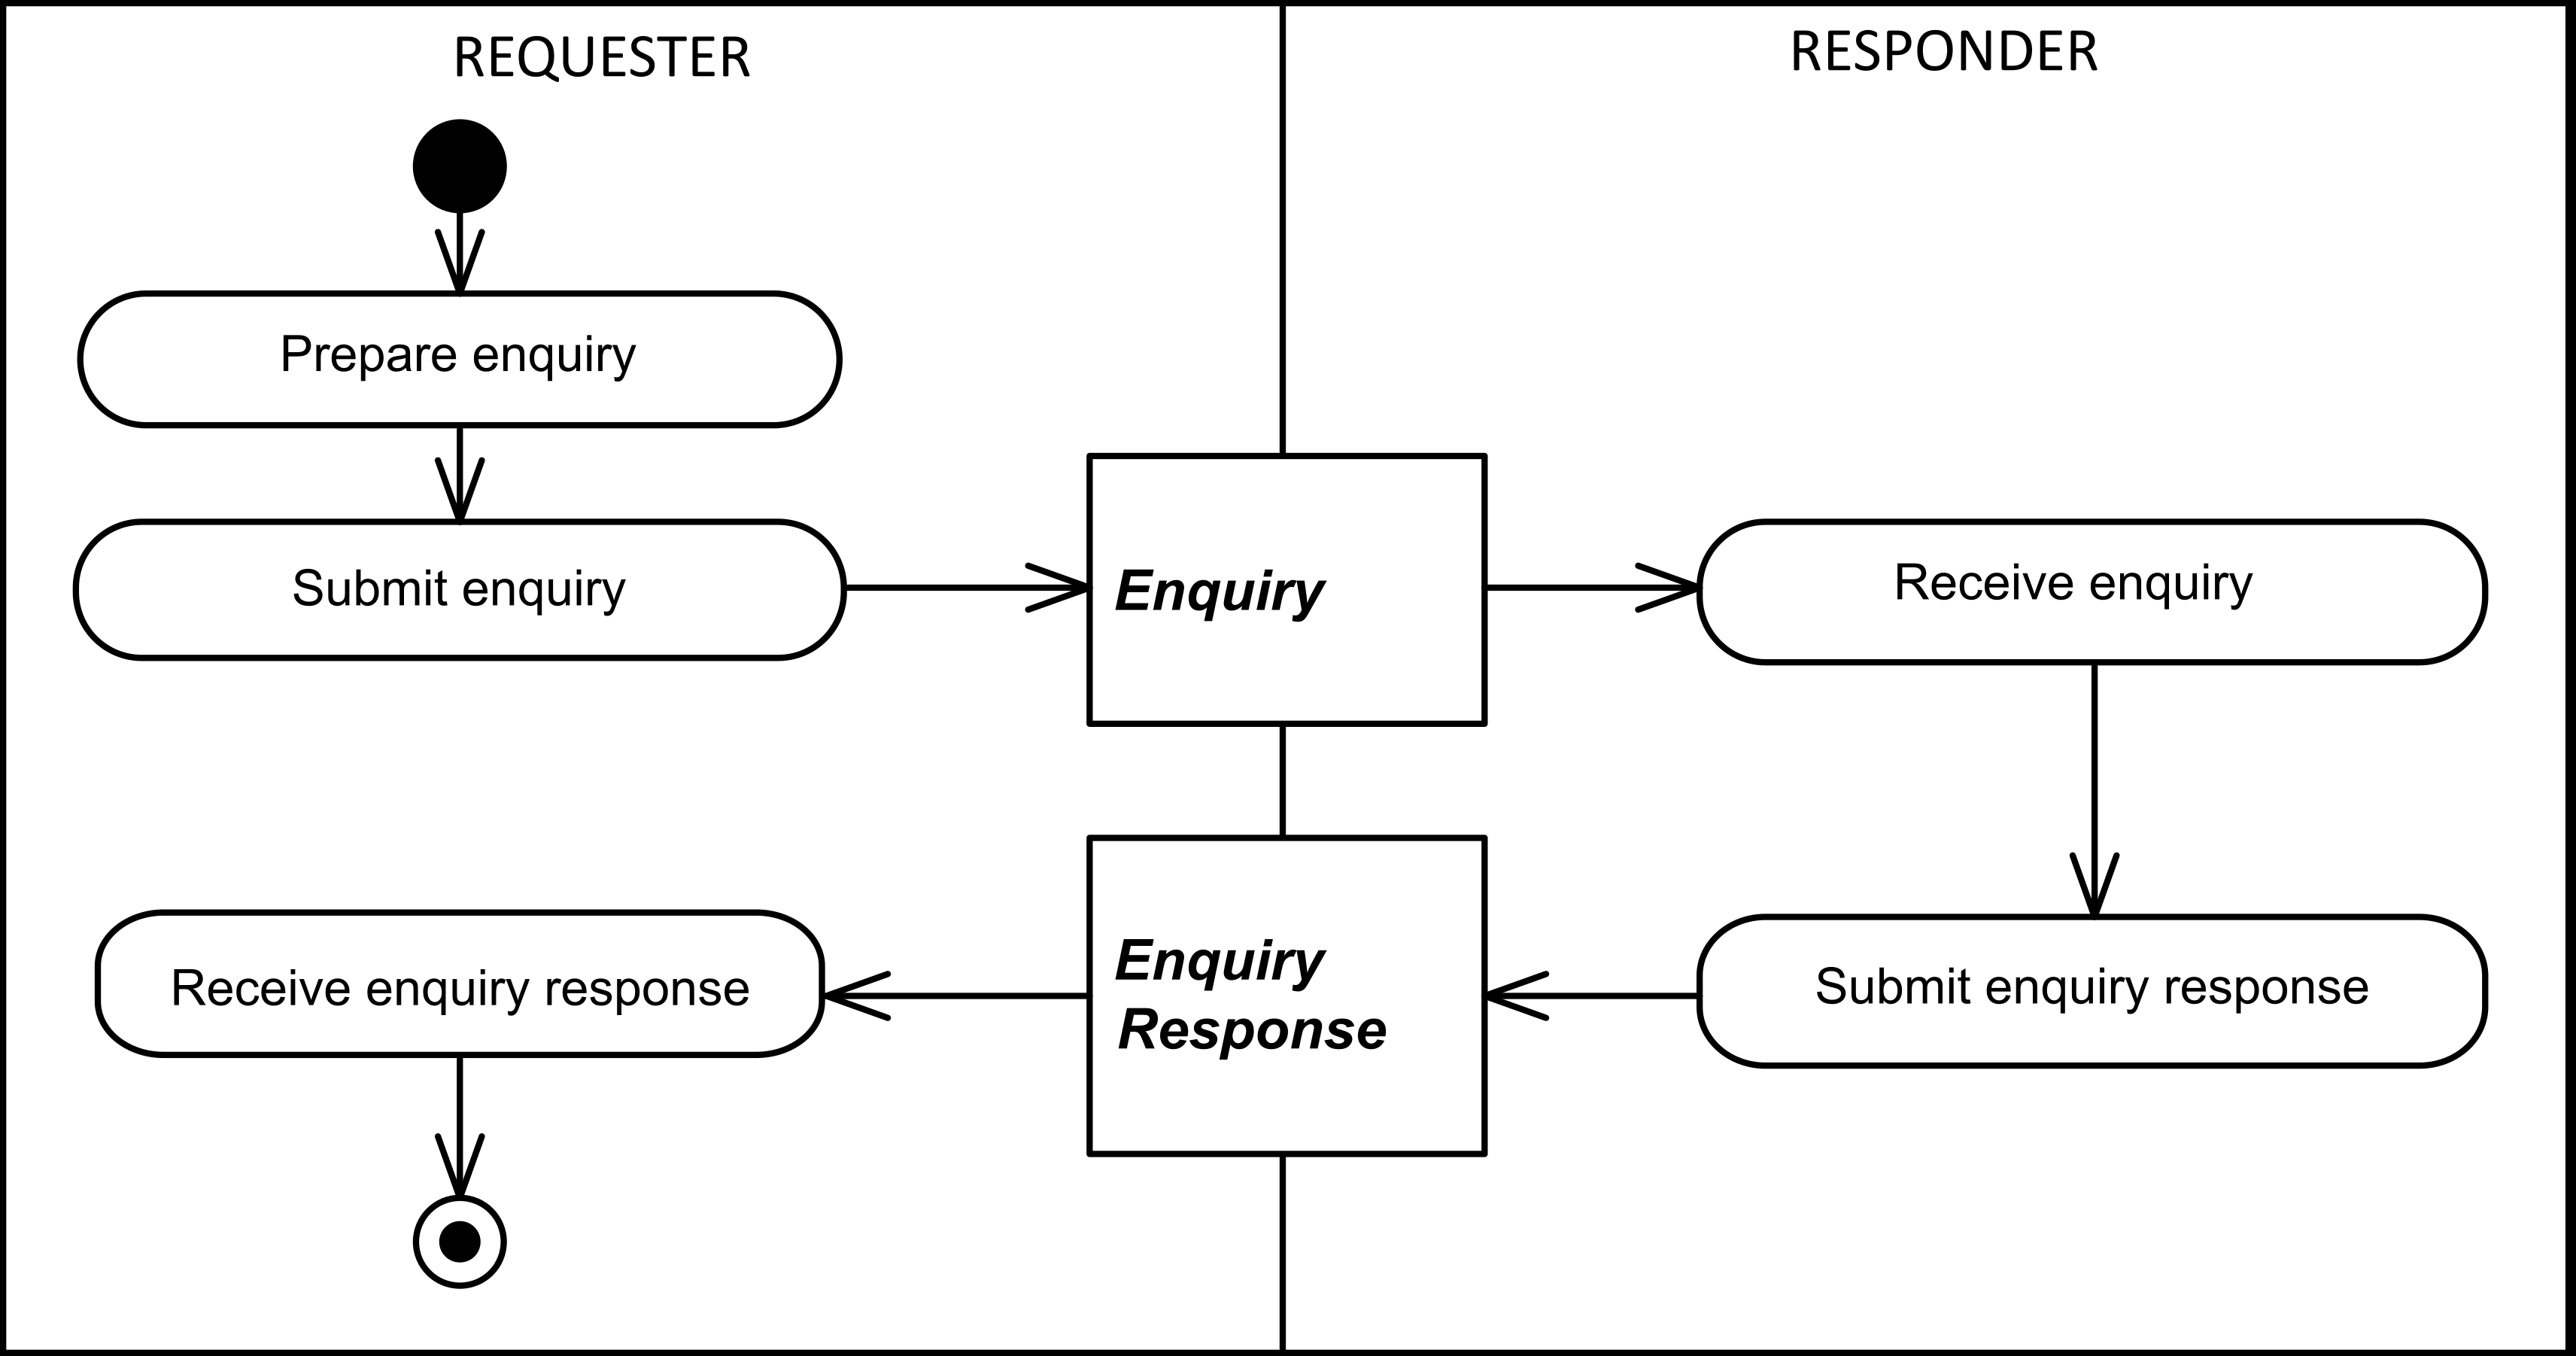 REQUESTER
RESPONDER
Prepare enquiry
Submit enquiry
Enquiry
Receive enquiry
Receive enquiry response
Enquiry
Response
Submit enquiry response